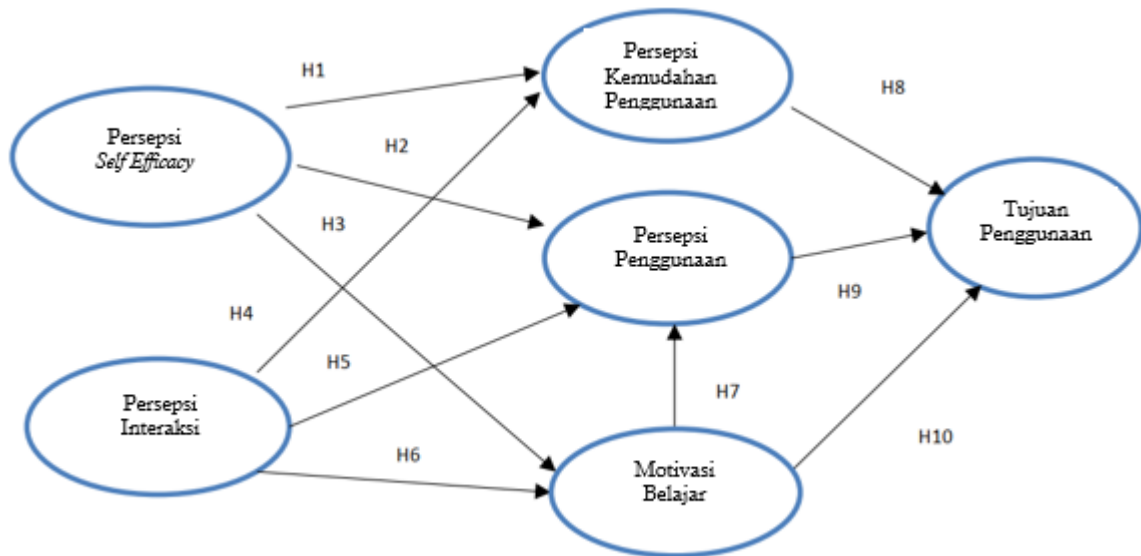 Persepsi
Kemudahan
Penggunaan
H1
H8
Persepsi
Self Efficacy
H2
Tujuan
Penggunaan
H3
Persepsi
Penggunaan
H9
H4
H5
H7
Persepsi
Interaksi
H10
H6
Motivasi
Belajar